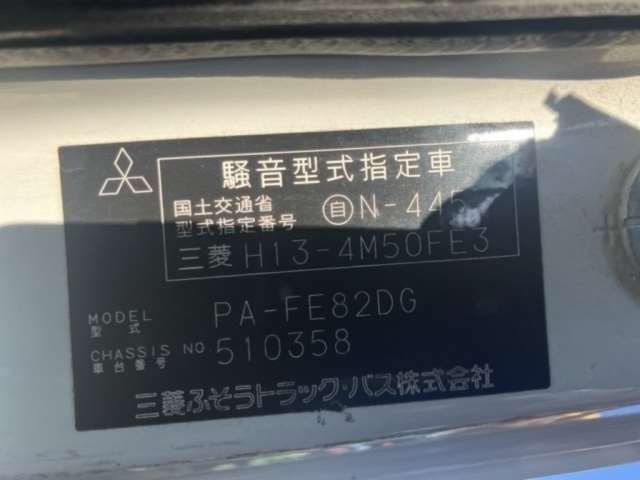 騒音型式指定車
国土交通省
型式指定番号 自N-445
三菱 H13-4M50FE3
MODEL
型式 PA-FE82DG
CHASSIS NO.
車台番号 510358
三菱ふそうトラック・バス株式会社